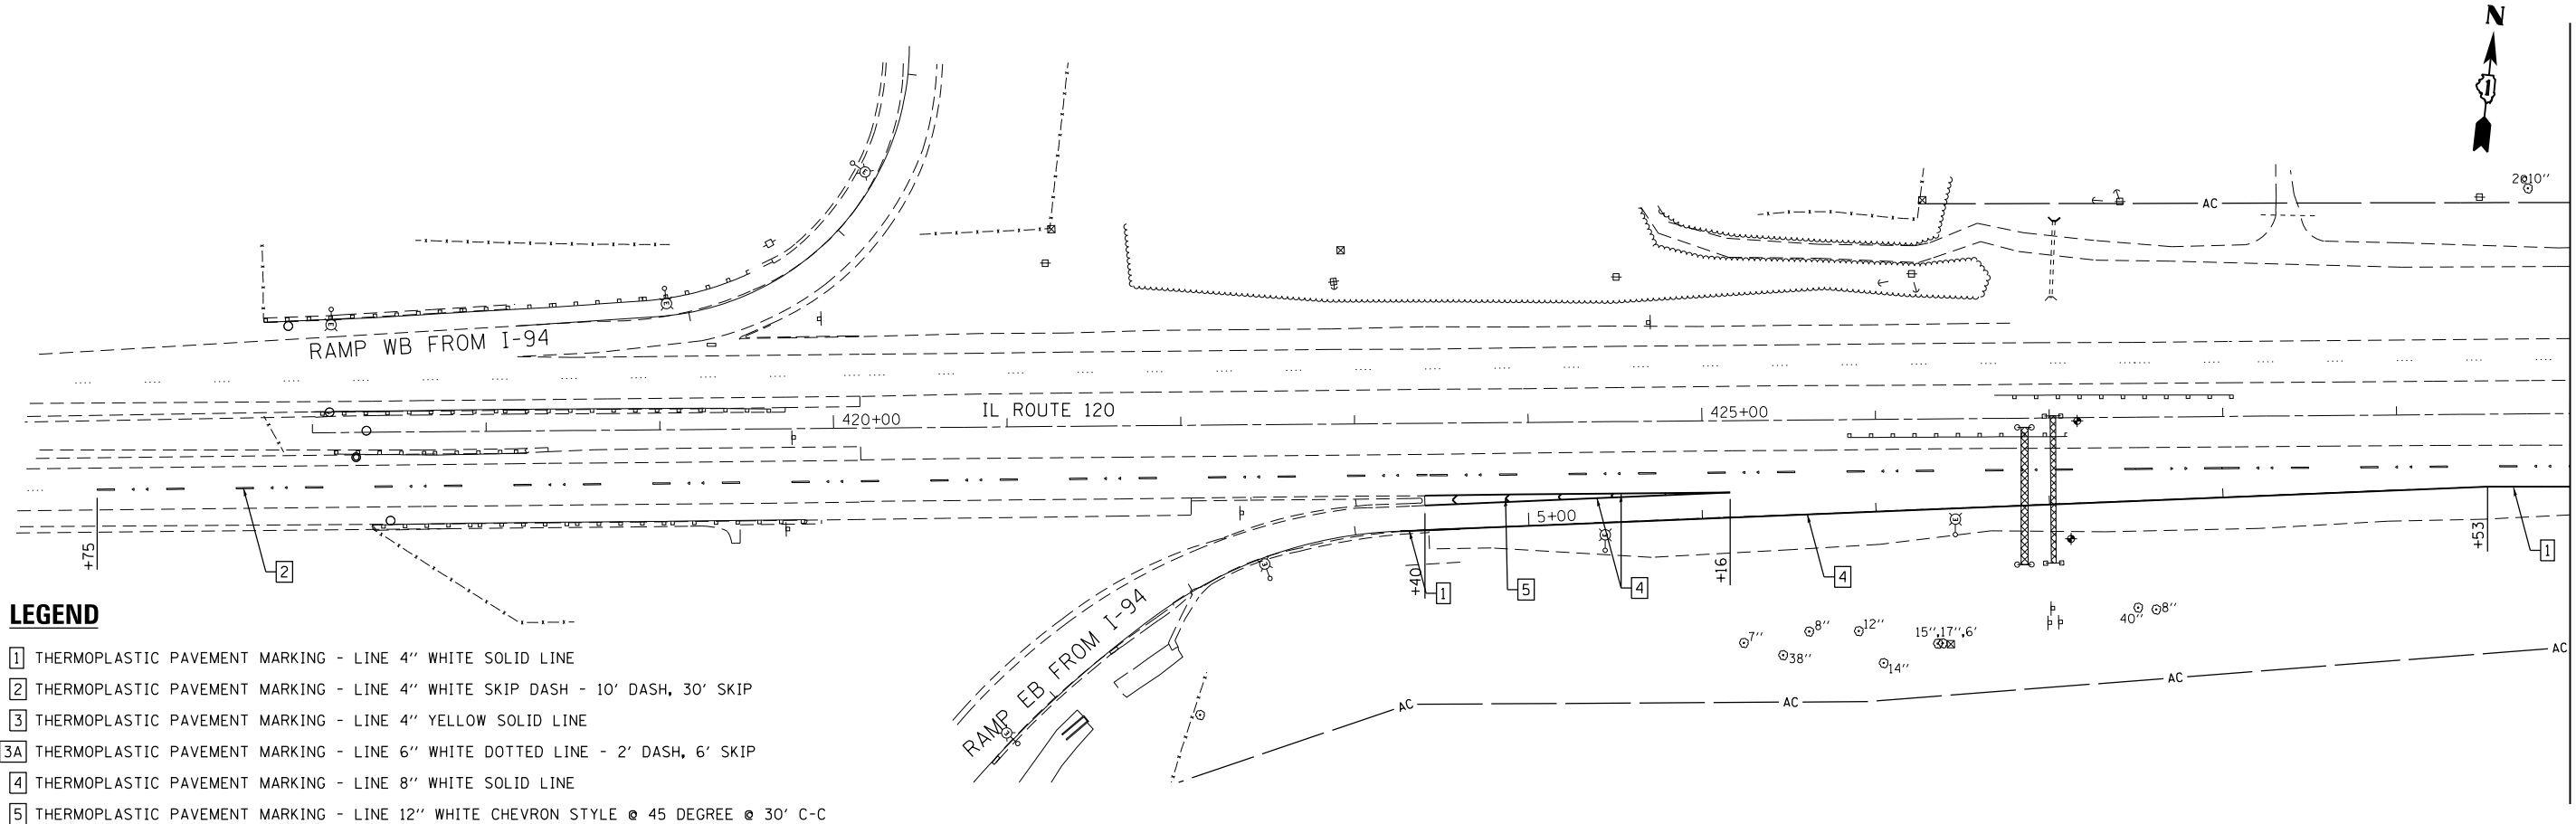 N
1
2@10''
AC
RAMP WB FROM I-94
IL ROUTE 120
420+00
425+00
5+00
+75
2
+40
1
5
4
+16
4
+53
1
RAMP EB FROM I-94
7''
38''
8''
12''
14''
15'',17'',6'
40''
8''
AC
AC
AC
AC
LEGEND
1 THERMOPLASTIC PAVEMENT MARKING - LINE 4'' WHITE SOLID LINE
2 THERMOPLASTIC PAVEMENT MARKING - LINE 4'' WHITE SKIP DASH - 10' DASH, 30' SKIP
3 THERMOPLASTIC PAVEMENT MARKING - LINE 4'' YELLOW SOLID LINE
3A THERMOPLASTIC PAVEMENT MARKING - LINE 6'' WHITE DOTTED LINE - 2' DASH, 6' SKIP
4 THERMOPLASTIC PAVEMENT MARKING - LINE 8'' WHITE SOLID LINE
5 THERMOPLASTIC PAVEMENT MARKING - LINE 12'' WHITE CHEVRON STYLE @ 45 DEGREE @ 30' C-C